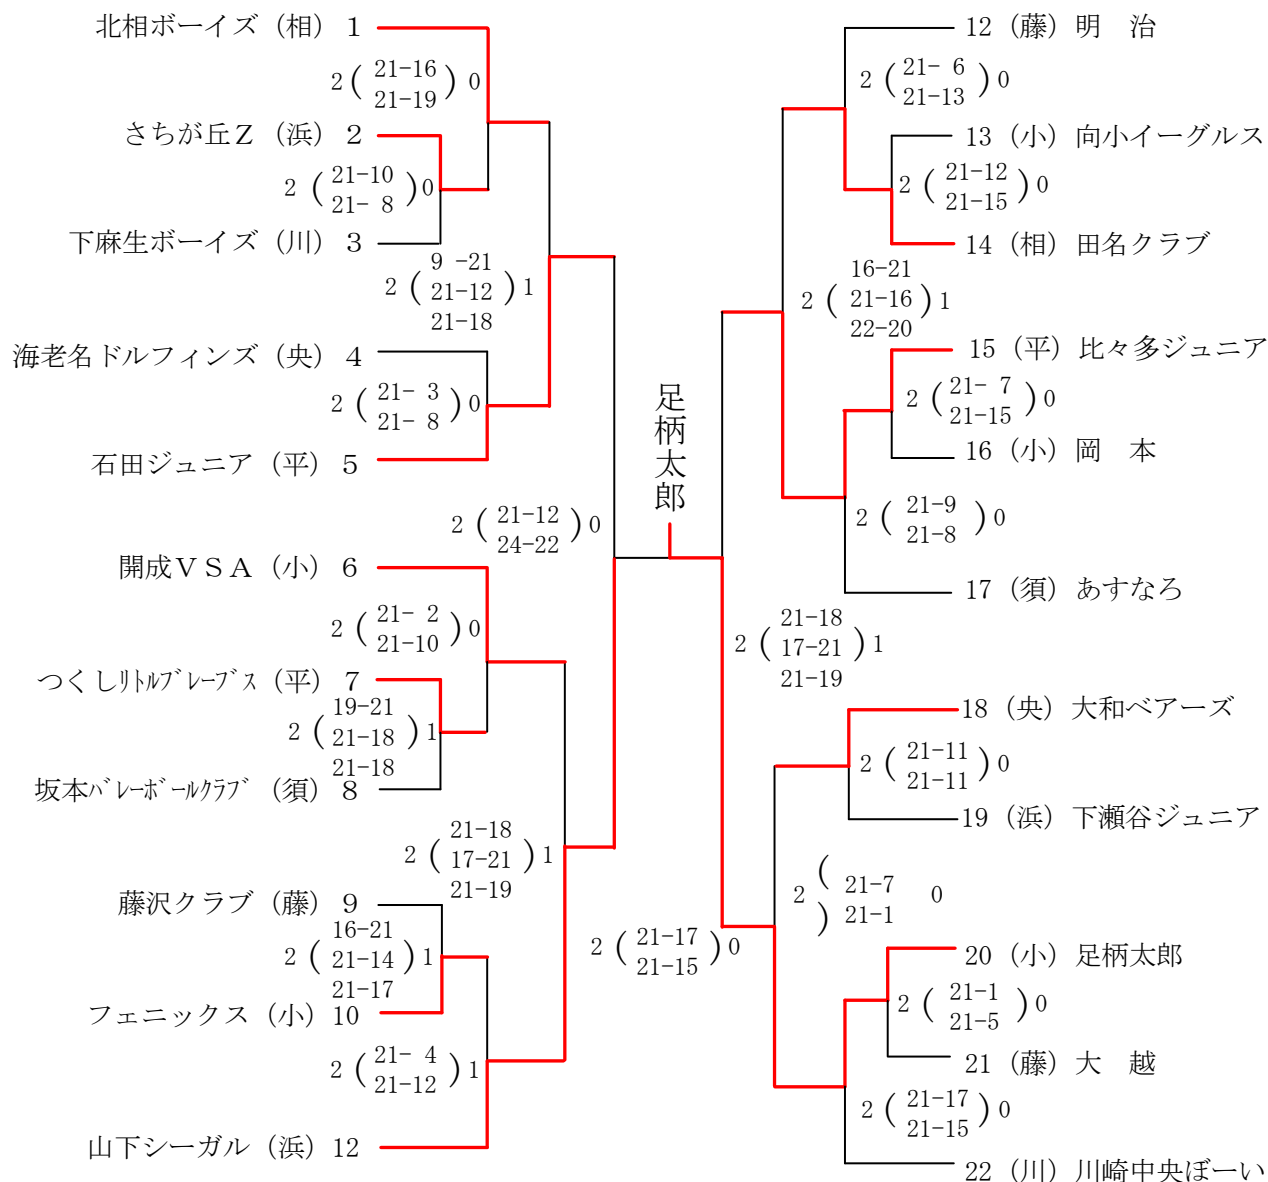 北相ボーイズ（相）１
2 ( 21-16 ) 0
21-19
さちが丘Ｚ（浜）２
2 ( 21-10 ) 0
21- 8
下麻生ボーイズ（川）３
9 -21
2 ( 21-12 ) 1
21-18
海老名ドルフィンズ（央）４
2 ( 21- 3 ) 0
21- 8
石田ジュニア（平）５
2 ( 21-12 ) 0
24-22
開成ＶＳＡ（小）６
2 ( 21- 2 ) 0
21-10
つくしﾘﾄﾙﾌﾞﾚｰﾌﾞｽ（平）７
19-21
2 ( 21-18 ) 1
21-18
坂本ﾊﾞﾚｰﾎﾞｰﾙｸﾗﾌﾞ（須）８
21-18
2 ( 17-21 ) 1
21-19
藤沢クラブ（藤）９
16-21
2 ( 21-14 ) 1
21-17
フェニックス（小）10
2 ( 21- 4 ) 1
21-12
山下シーガル（浜）12
足柄太郎
2 ( 21-17 ) 0
21-15
12（藤）明　治
2 ( 21- 6 ) 0
21-13
13（小）向小イーグルス
2 ( 21-12 ) 0
21-15
14（相）田名クラブ
16-21
2 ( 21-16 ) 1
22-20
15（平）比々多ジュニア
2 ( 21- 7 ) 0
21-15
16（小）岡　本
2 ( 21-9 ) 0
21-8
17（須）あすなろ
21-18
2 ( 17-21 ) 1
21-19
18（央）大和ベアーズ
2 ( 21-11 ) 0
21-11
19（浜）下瀬谷ジュニア
2 ( 21-7 0
) 21-1
20（小）足柄太郎
2 ( 21-1 ) 0
21-5
21（藤）大　越
2 ( 21-17 ) 0
21-15
22（川）川崎中央ぼーい